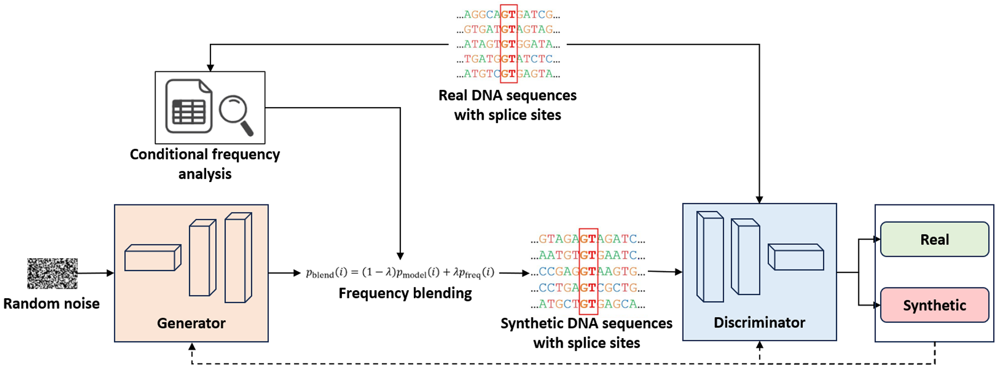 ...AGGCAGTGATCG...
...GTGATGTAGTAG...
...ATAGTGTGGATA...
...TGATGGTATCTC...
...ATGTCGTGAGTA...
Real DNA sequences
with splice sites
Conditional frequency
analysis
Random noise
Generator
p_blend(i) = (1 − λ)p_model(i) + λp_freq(i)
Frequency blending
...GTAGAGTAGATC...
...AATGTGTGAATC...
...CCGAGGTAAGTG...
...CCTGAGTCGCTG...
...ATGCTGTGAGCA...
Synthetic DNA sequences
with splice sites
Discriminator
Real
Synthetic